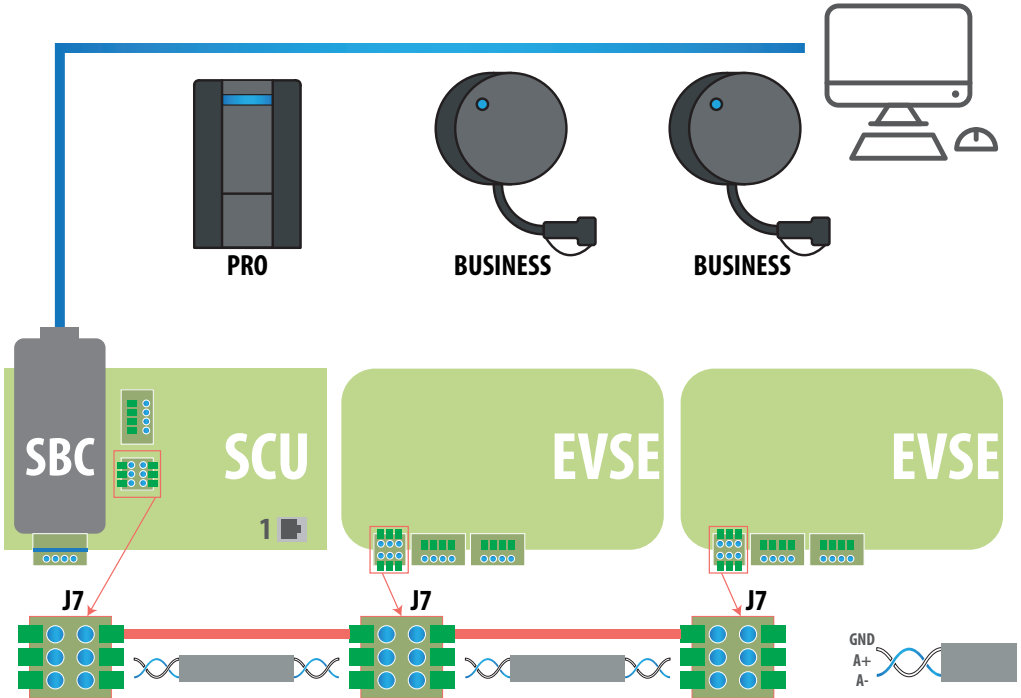 PRO
BUSINESS
BUSINESS
SBC
SCU
EVSE
EVSE
1
J7
J7
J7
GND
A+
A-